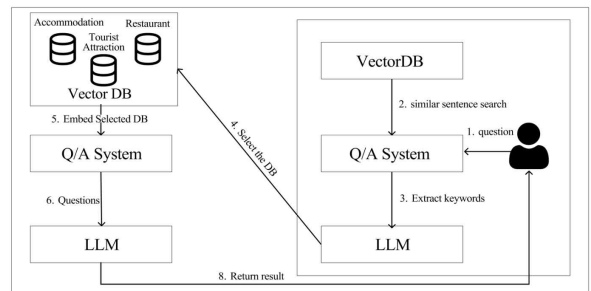 Accommodation
Restaurant
Tourist
Attraction
Vector DB
5. Embed Selected DB
Q/A System
6. Questions
LLM
VectorDB
2. similar sentence search
1. question
Q/A System
3. Extract keywords
LLM
4. Select the DB
8. Return result